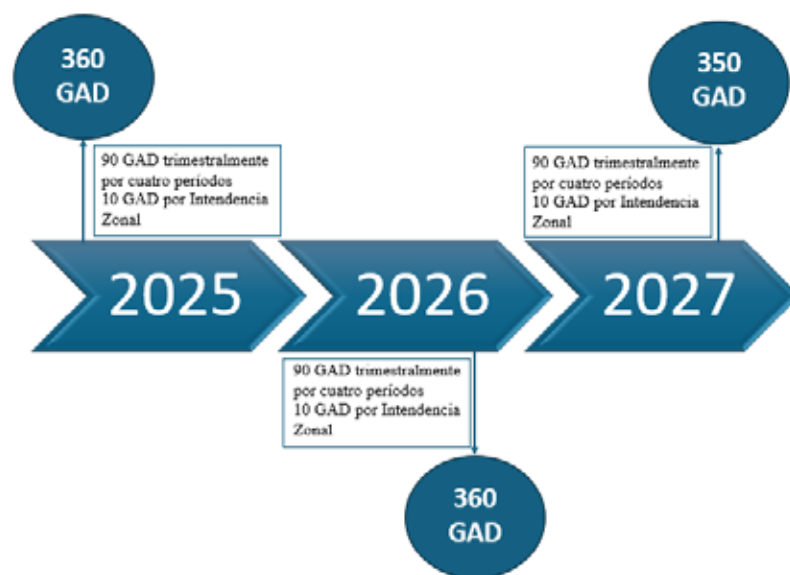 360
GAD
350
GAD
90 GAD trimestralmente
por cuatro períodos
10 GAD por Intendencia
Zonal
90 GAD trimestralmente
por cuatro períodos
10 GAD por Intendencia
Zonal
2025
2026
2027
90 GAD trimestralmente
por cuatro períodos
10 GAD por Intendencia
Zonal
360
GAD